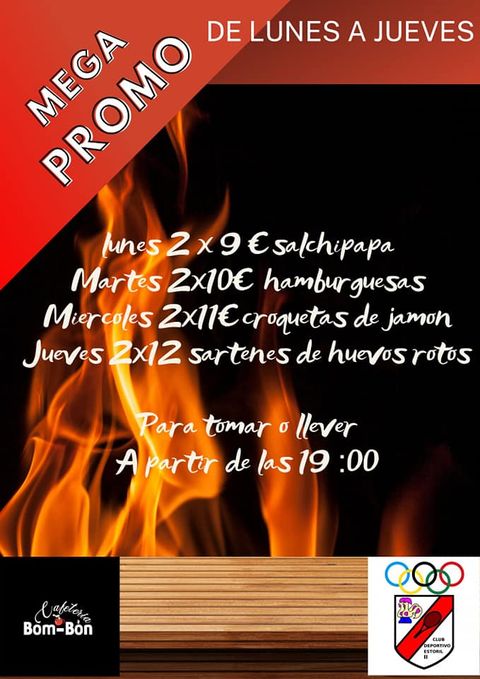 DE LUNES A JUEVES
MEGA
PROMO
lunes 2 x 9 € salchipapa
Martes 2x10€ hamburguesas
Miercoles 2x11€ croquetas de jamon
Jueves 2x12 sartenes de huevos rotos
Para tomar o llever
A partir de las 19 :00
Cafetería
Bom-Bon
CLUB
DEPORTIVO
ESTORIL
II